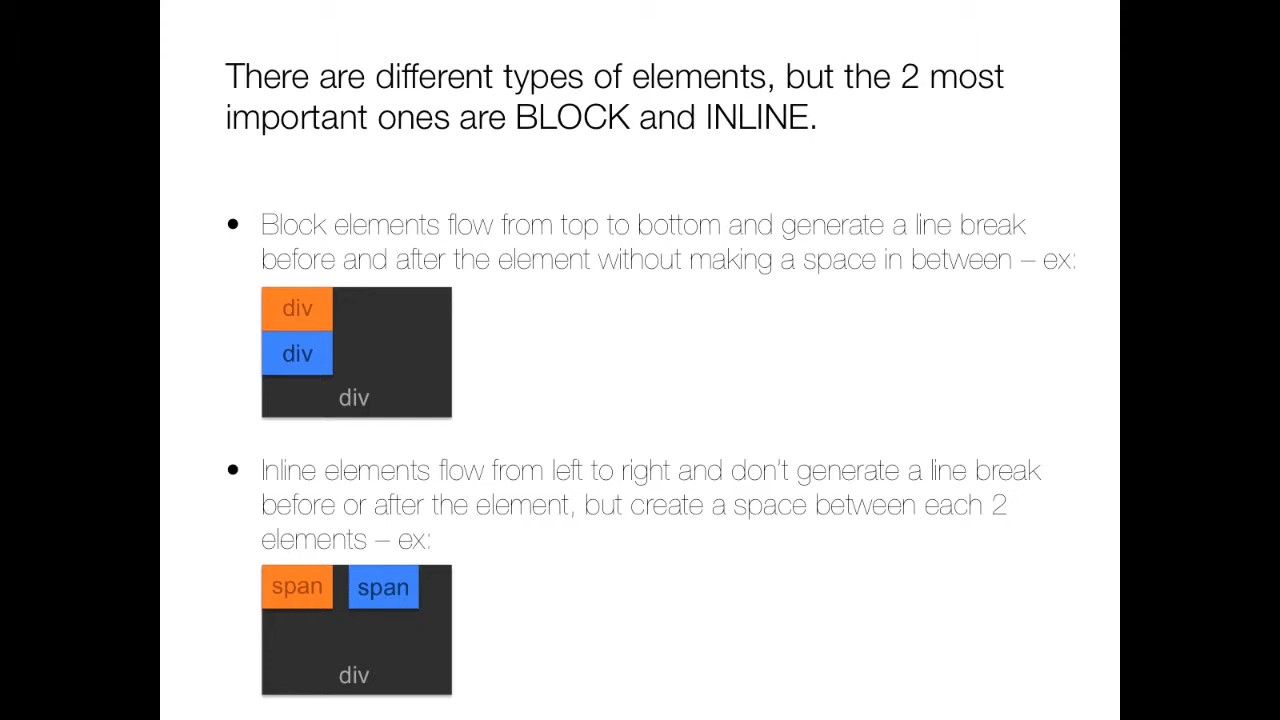 There are different types of elements, but the 2 most
important ones are BLOCK and INLINE.
• Block elements flow from top to bottom and generate a line break
before and after the element without making a space in between – ex:
div
div
div
• Inline elements flow from left to right and don't generate a line break
before or after the element, but create a space between each 2
elements – ex:
span span
div